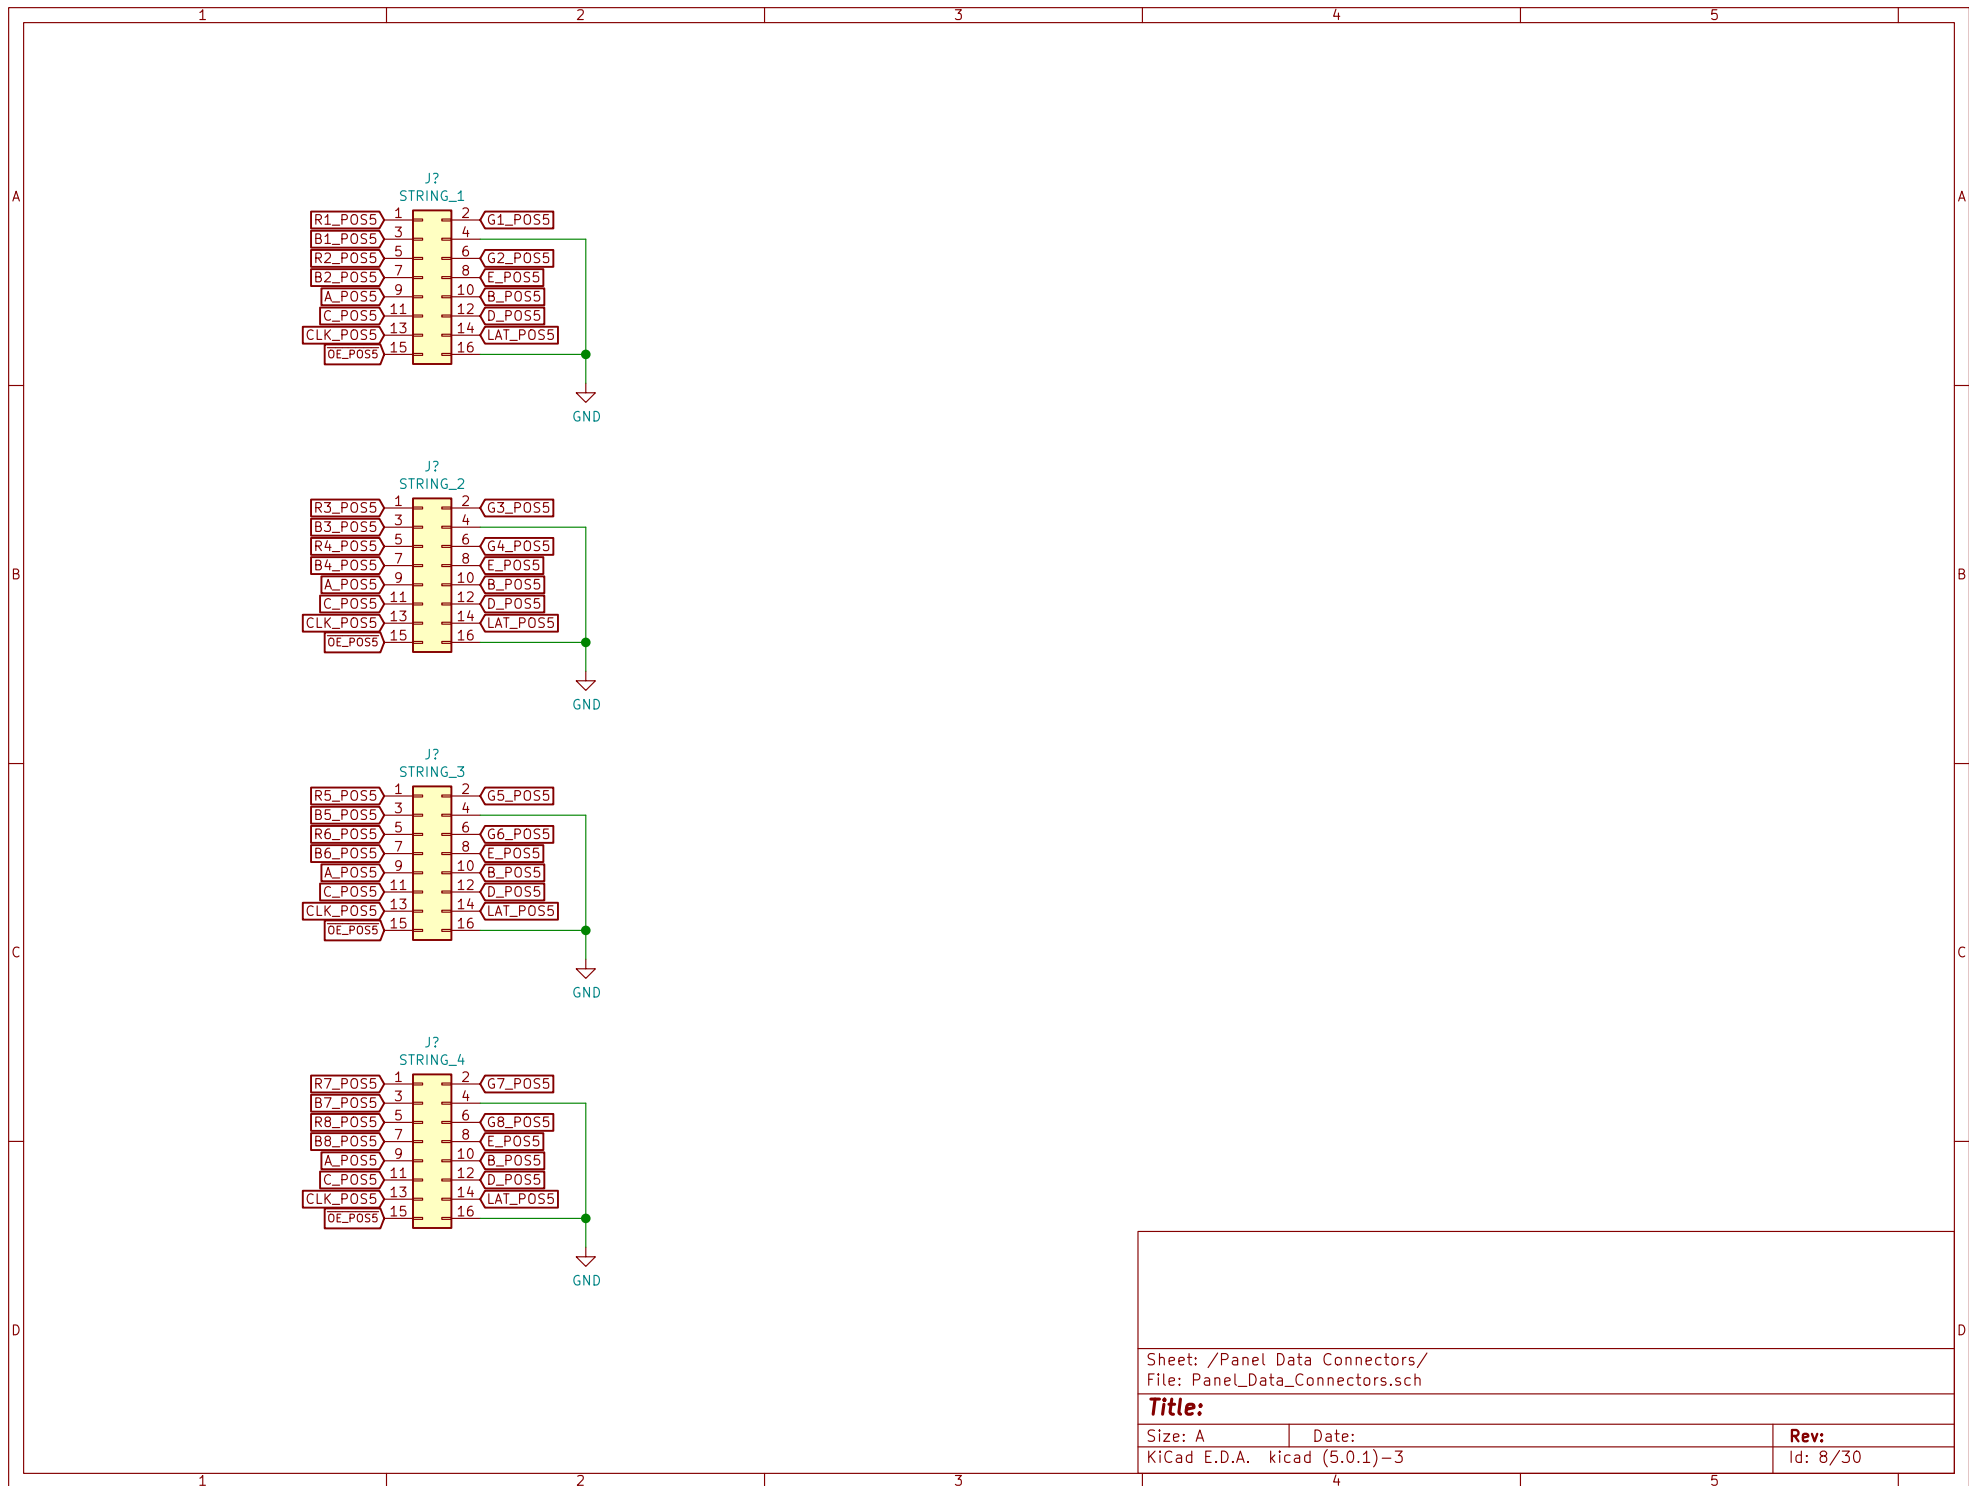 1 2 3 4 5
A A
J?
STRING_1
R1_POS5 1 2 G1_POS5
B1_POS5 3 4
R2_POS5 5 6 G2_POS5
B2_POS5 7 8 E_POS5
A_POS5 9 10 B_POS5
C_POS5 11 12 D_POS5
CLK_POS5 13 14 LAT_POS5
OE_POS5 15 16
GND
J?
STRING_2
R3_POS5 1 2 G3_POS5
B3_POS5 3 4
R4_POS5 5 6 G4_POS5
B4_POS5 7 8 E_POS5
B B
A_POS5 9 10 B_POS5
C_POS5 11 12 D_POS5
CLK_POS5 13 14 LAT_POS5
OE_POS5 15 16
GND
J?
STRING_3
R5_POS5 1 2 G5_POS5
B5_POS5 3 4
R6_POS5 5 6 G6_POS5
B6_POS5 7 8 E_POS5
A_POS5 9 10 B_POS5
C_POS5 11 12 D_POS5
CLK_POS5 13 14 LAT_POS5
OE_POS5 15 16
C C
GND
J?
STRING_4
R7_POS5 1 2 G7_POS5
B7_POS5 3 4
R8_POS5 5 6 G8_POS5
B8_POS5 7 8 E_POS5
A_POS5 9 10 B_POS5
C_POS5 11 12 D_POS5
CLK_POS5 13 14 LAT_POS5
OE_POS5 15 16
GND
D D
Sheet: /Panel Data Connectors/
File: Panel_Data_Connectors.sch
Title:
Size: A Date: Rev:
KiCad E.D.A. kicad (5.0.1)-3 Id: 8/30
1 2 3 4 5